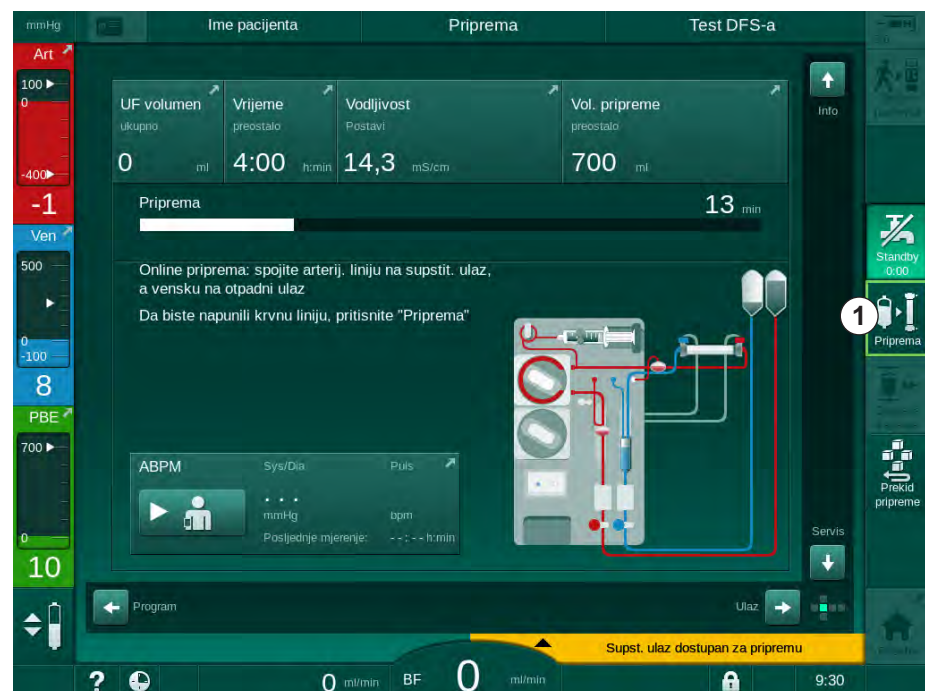 mmHg
Ime pacijenta
Priprema
Test DFS-a
Art
100
0
-400
-1
Ven
500
0
-100
8
PBE
700
0
10
UF volumen
ukupno
0 ml
Vrijeme
preostalo
4:00 h:min
Vodljivost
Postavi
14,3 mS/cm
Vol. pripreme
preostalo
700 ml
Priprema
13 min
Online priprema: spojite arterij. liniju na supstit. ulaz,
a vensku na otpadni ulaz
Da biste napunili krvnu liniju, pritisnite "Priprema"
ABPM
Sys/Dia
Puls
. . .
mmHg
bpm
Posljednje mjerenje: - - : - - h:min
Info
Servis
Program
Ulaz
Standby
0:00
1
Priprema
Prekid
pripreme
Supst. ulaz dostupan za pripremu
?
0 ml/min
BF
0 ml/min
9:30